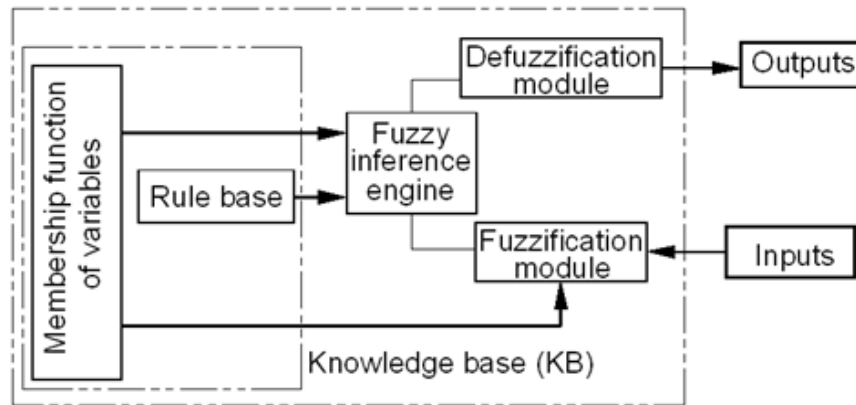 Membership function
of variables
Rule base
Fuzzy
inference
engine
Defuzzification
module
Outputs
Fuzzification
module
Inputs
Knowledge base (KB)